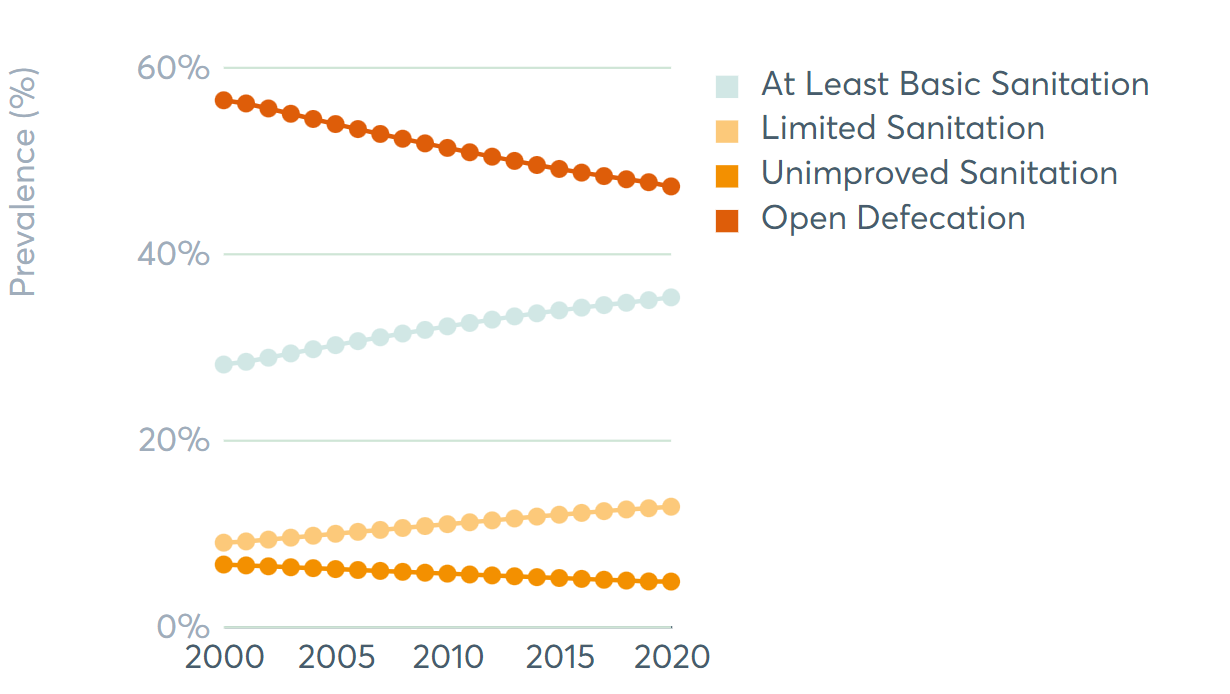 Prevalence (%)
60%
40%
20%
0%
2000 2005 2010 2015 2020
At Least Basic Sanitation
Limited Sanitation
Unimproved Sanitation
Open Defecation